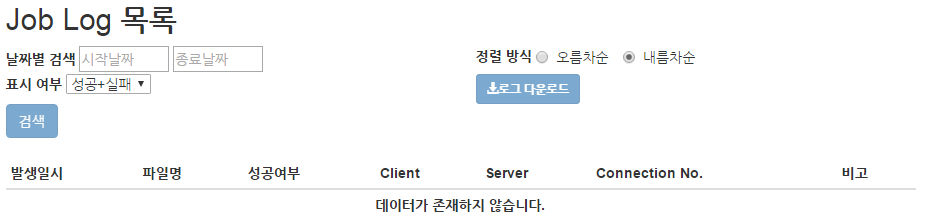 Job Log 목록
날짜별 검색 시작날짜 종료날짜
표시 여부 성공+실패
검색
정렬 방식 오름차순 내름차순
로그 다운로드
발생일시 파일명 성공여부 Client Server Connection No. 비고
데이터가 존재하지 않습니다.